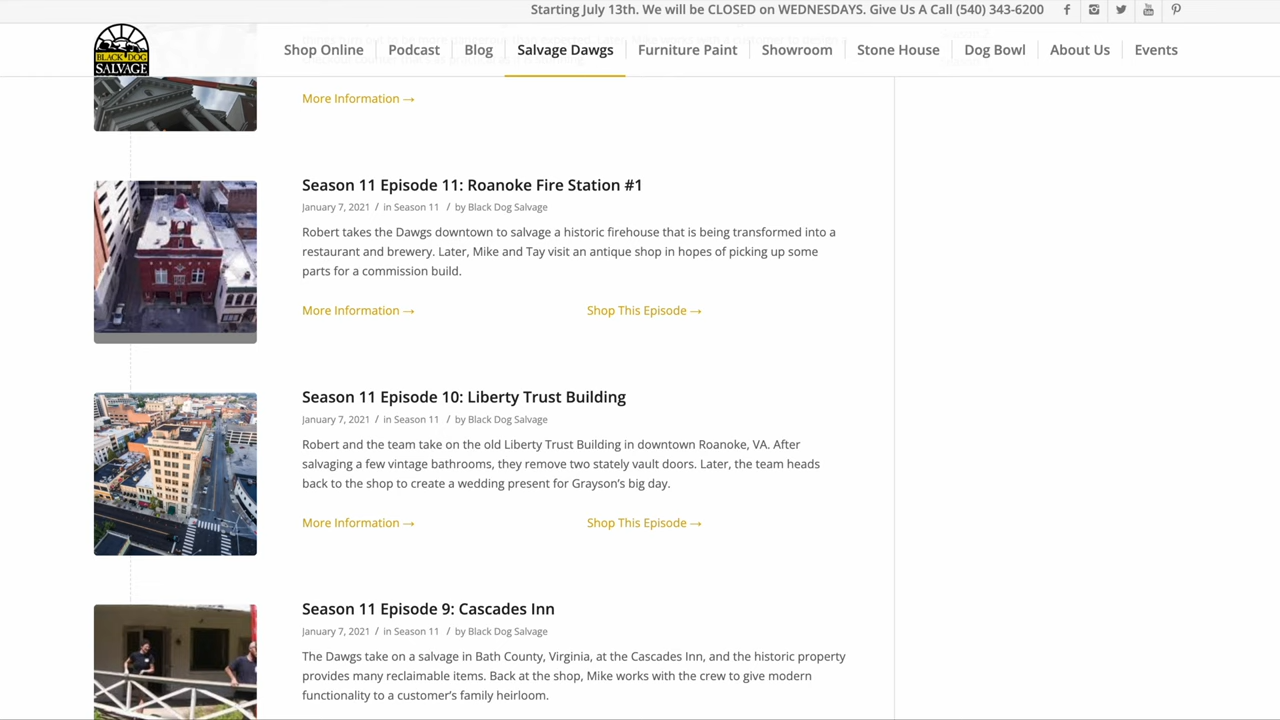 Starting July 13th. We will be CLOSED on WEDNESDAYS. Give Us A Call (540) 343-6200
BLACK DOG
SALVAGE
Shop Online
Podcast
Blog
Salvage Dawgs
Furniture Paint
Showroom
Stone House
Dog Bowl
About Us
Events
More Information →
Season 11 Episode 11: Roanoke Fire Station #1
January 7, 2021 / in Season 11 / by Black Dog Salvage
Robert takes the Dawgs downtown to salvage a historic firehouse that is being transformed into a
restaurant and brewery. Later, Mike and Tay visit an antique shop in hopes of picking up some
parts for a commission build.
More Information →
Shop This Episode →
Season 11 Episode 10: Liberty Trust Building
January 7, 2021 / in Season 11 / by Black Dog Salvage
Robert and the team take on the old Liberty Trust Building in downtown Roanoke, VA. After
salvaging a few vintage bathrooms, they remove two stately vault doors. Later, the team heads
back to the shop to create a wedding present for Grayson’s big day.
More Information →
Shop This Episode →
Season 11 Episode 9: Cascades Inn
January 7, 2021 / in Season 11 / by Black Dog Salvage
The Dawgs take on a salvage in Bath County, Virginia, at the Cascades Inn, and the historic property
provides many reclaimable items. Back at the shop, Mike works with the crew to give modern
functionality to a customer’s family heirloom.